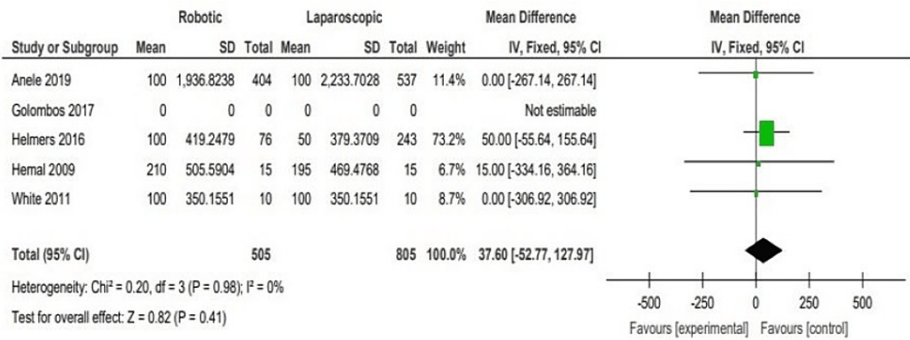 Robotic Laparoscopic Mean Difference Mean Difference
Study or Subgroup Mean SD Total Mean SD Total Weight IV, Fixed, 95% CI IV, Fixed, 95% CI
Anele 2019 100 1,936.8238 404 100 2,233.7028 537 11.4% 0.00 [-267.14, 267.14]
Golombos 2017 0 0 0 0 0 0 Not estimable
Helmers 2016 100 419.2479 76 50 379.3709 243 73.2% 50.00 [-55.64, 155.64]
Hemal 2009 210 505.5904 15 195 469.4768 15 6.7% 15.00 [-334.16, 364.16]
White 2011 100 350.1551 10 100 350.1551 10 8.7% 0.00 [-306.92, 306.92]
Total (95% CI) 505 805 100.0% 37.60 [-52.77, 127.97]
Heterogeneity: Chi² = 0.20, df = 3 (P = 0.98); I² = 0%
Test for overall effect: Z = 0.82 (P = 0.41)
-500 -250 0 250 500
Favours [experimental] Favours [control]